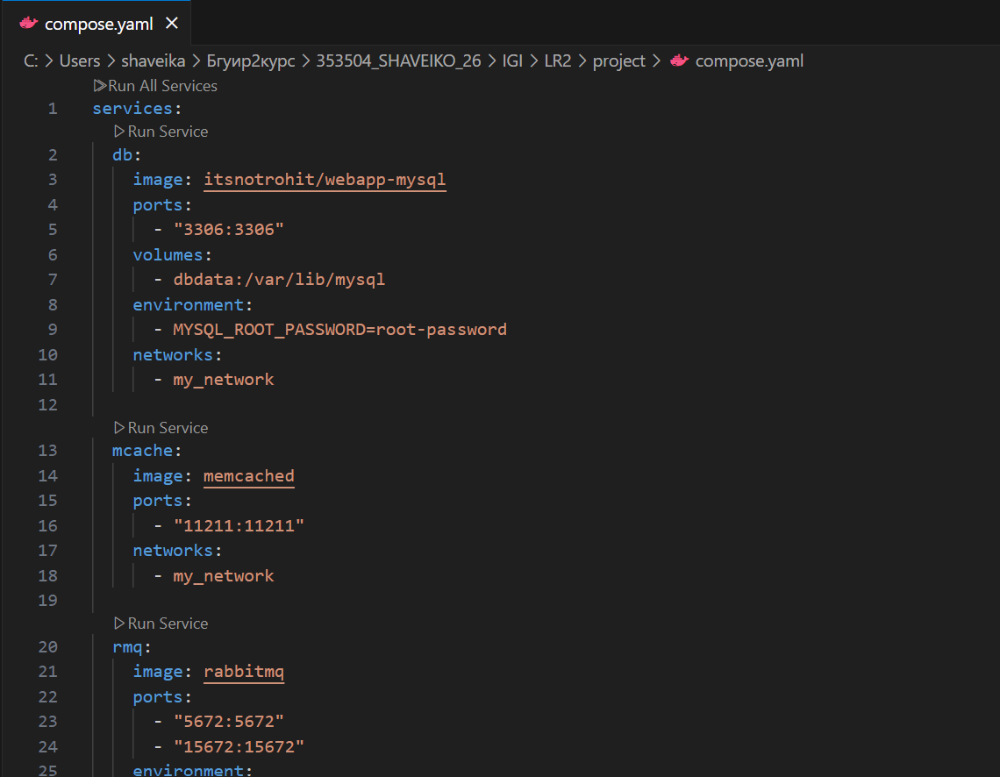 compose.yaml
C: > Users > shaveika > Бгуир2курс > 353504_SHAVEIKO_26 > IGI > LR2 > project > compose.yaml
Run All Services
1 services:
Run Service
2 db:
3 image: itsnotrohit/webapp-mysql
4 ports:
5 - "3306:3306"
6 volumes:
7 - dbdata:/var/lib/mysql
8 environment:
9 - MYSQL_ROOT_PASSWORD=root-password
10 networks:
11 - my_network
12
Run Service
13 mcache:
14 image: memcached
15 ports:
16 - "11211:11211"
17 networks:
18 - my_network
19
Run Service
20 rmq:
21 image: rabbitmq
22 ports:
23 - "5672:5672"
24 - "15672:15672"
25 environment: